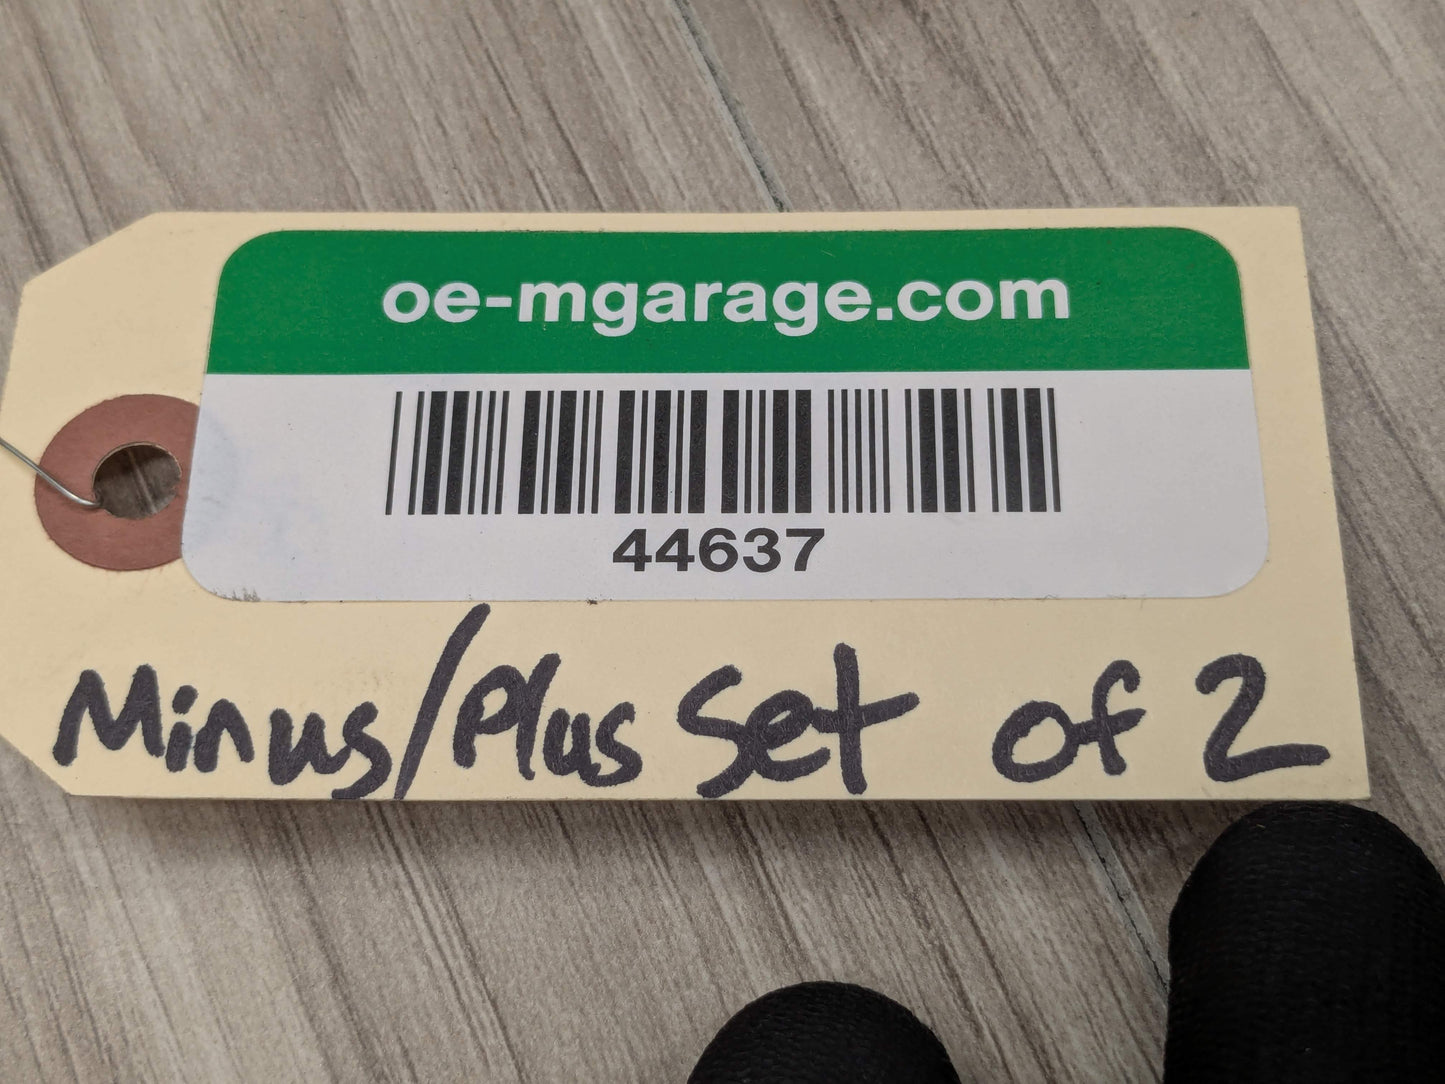 oe-mgarage.com
44637
Minus/Plus Set of 2